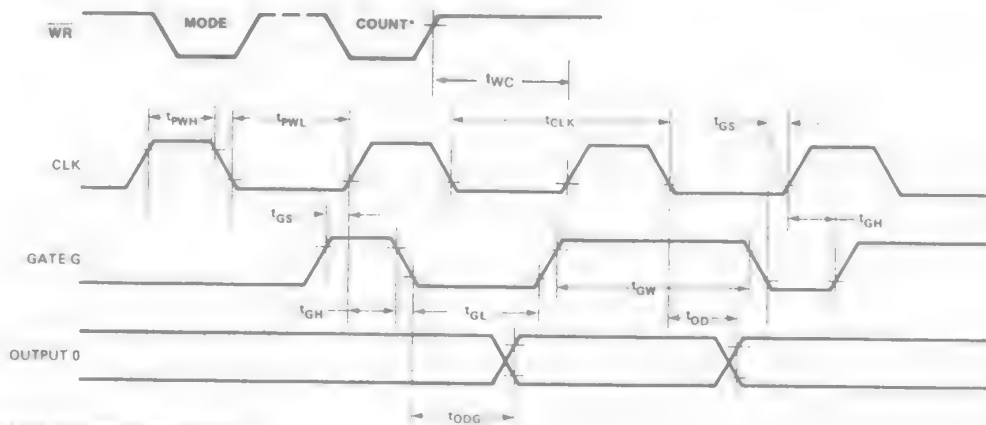 WR
MODE
COUNT*
tWC
tPWH
tPWL
tCLK
tGS
CLK
tGS
tGH
GATE G
tGH
tGL
tGW
tOD
OUTPUT 0
tODG